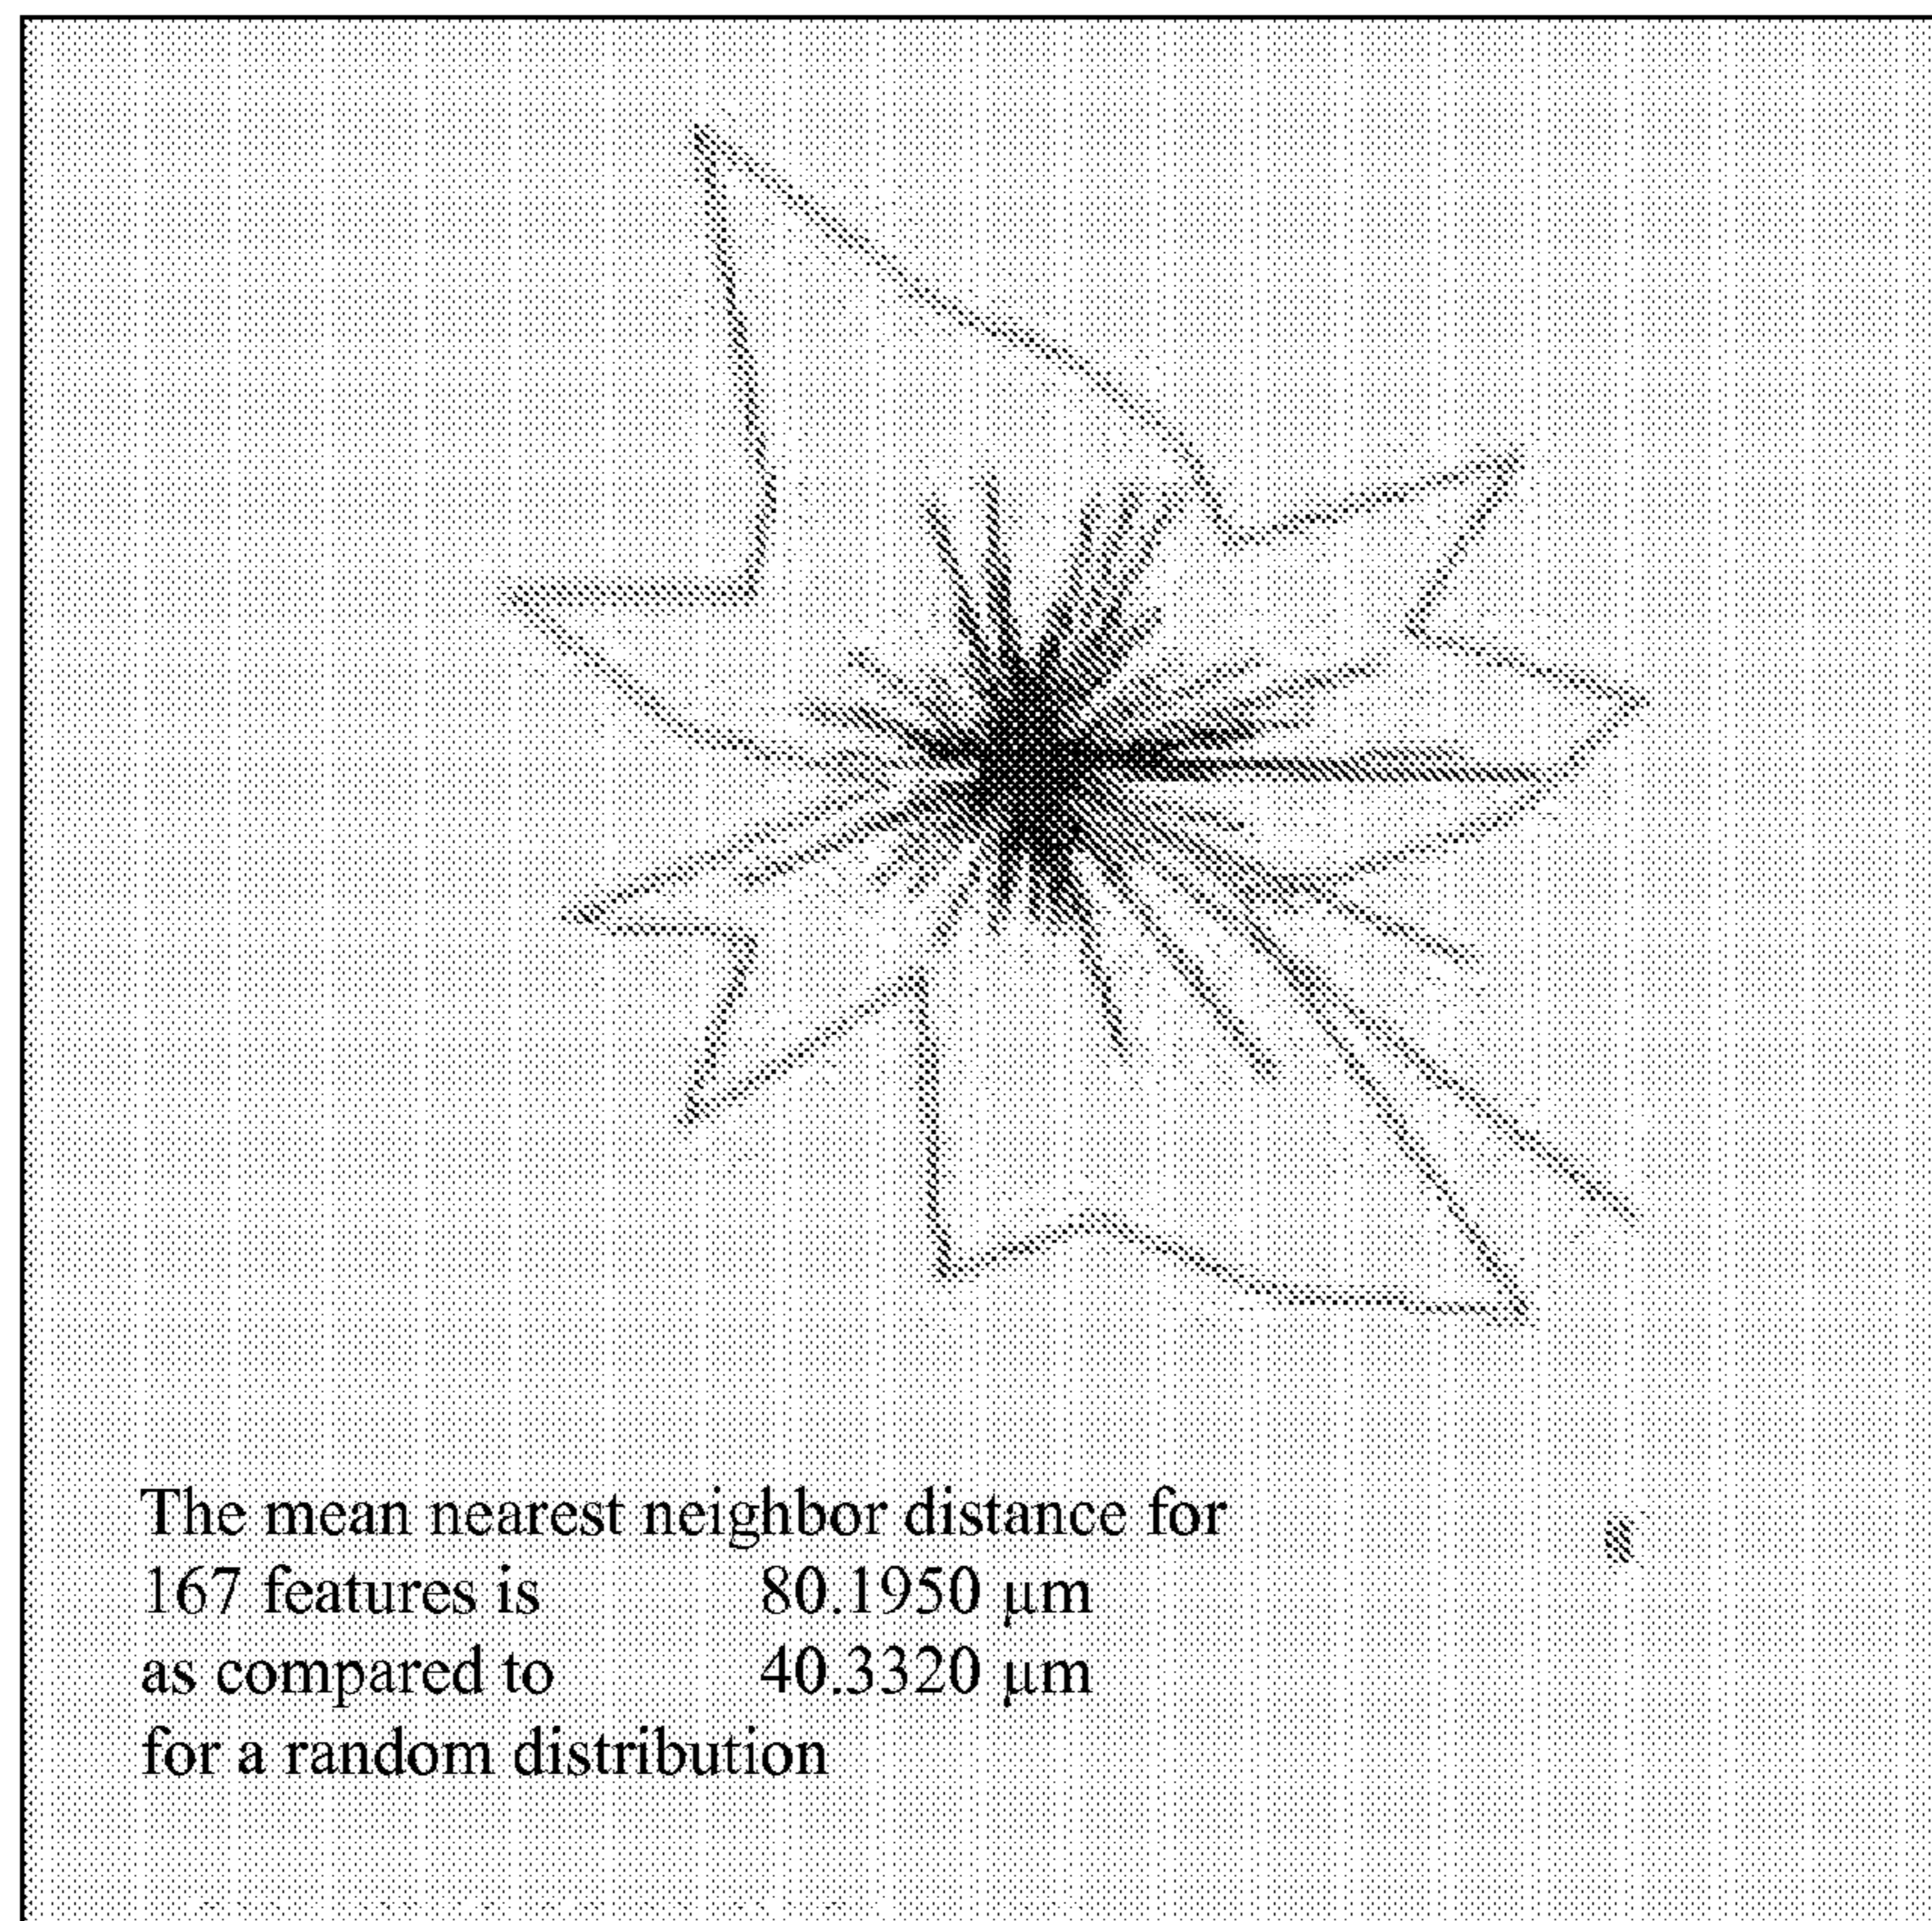 The mean nearest neighbor distance for
167 features is 80.1950 μm
as compared to 40.3320 μm
for a random distribution